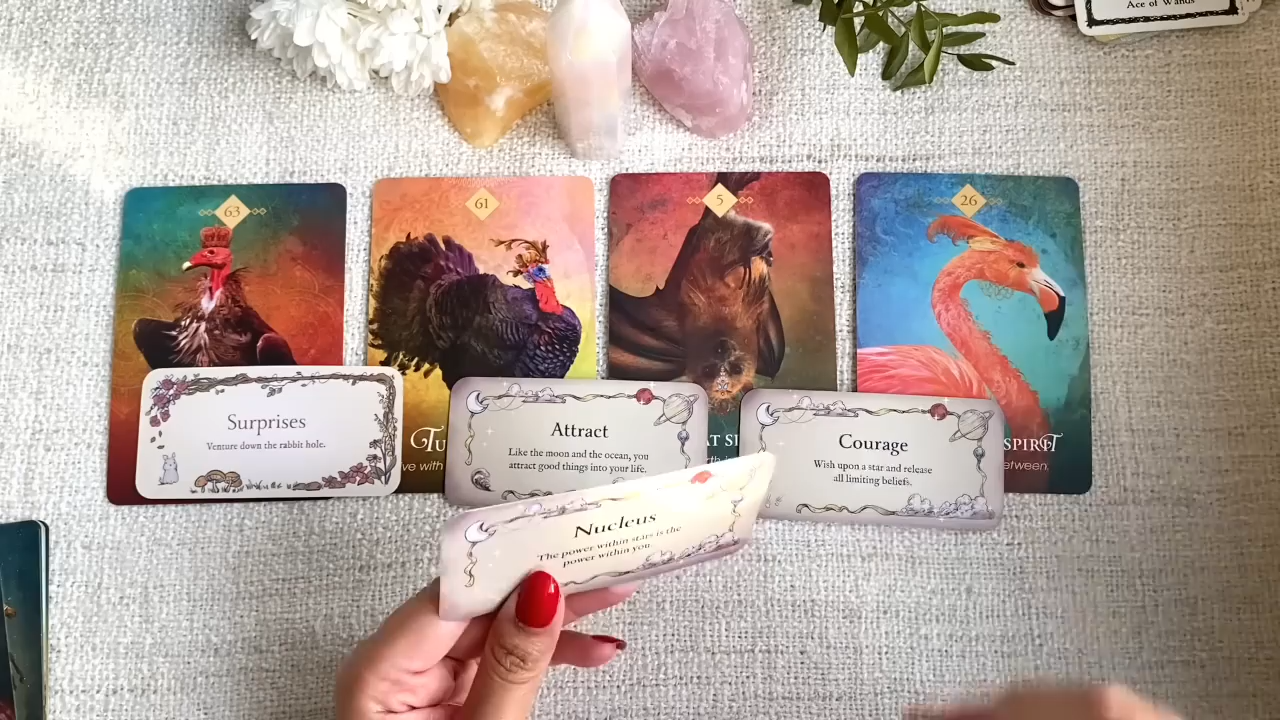 Ace of Wands
63
61
5
26
Surprises
Venture down the rabbit hole.
Attract
Like the moon and the ocean, you
attract good things into your life.
Courage
Wish upon a star and release
all limiting beliefs.
SPIRIT
etween.
Nucleus
The power within stars is the
power within you.